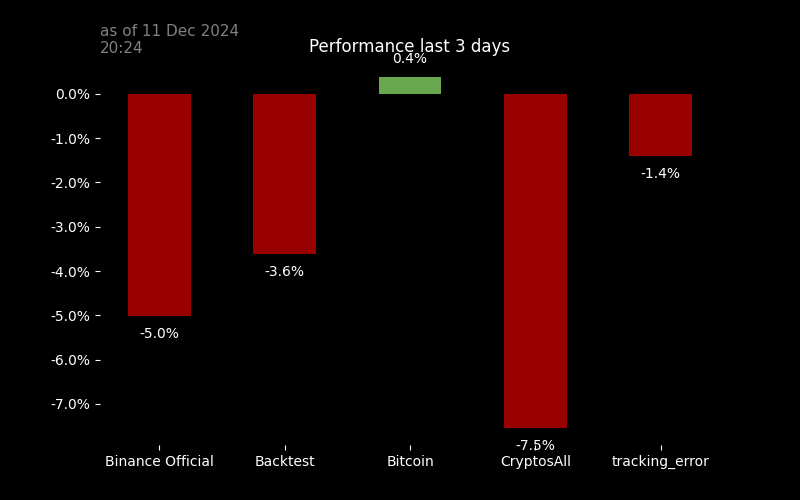 as of 11 Dec 2024
20:24
Performance last 3 days
0.4%
0.0%
-1.0%
-2.0%
-3.0%
-4.0%
-5.0%
-6.0%
-7.0%
-5.0%
-3.6%
-7.5%
-1.4%
Binance Official
Backtest
Bitcoin
CryptosAll
tracking_error